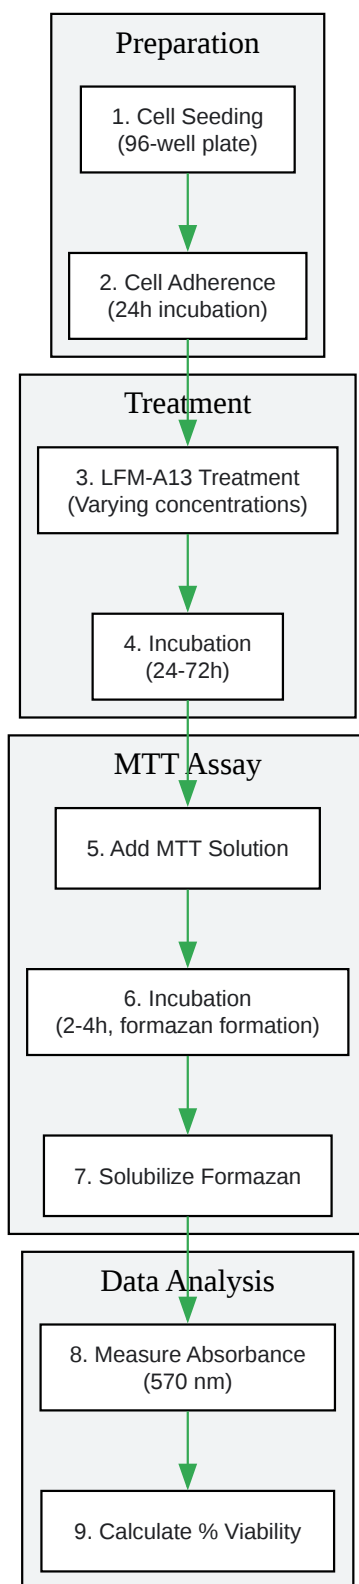 Preparation
1. Cell Seeding
(96-well plate)
2. Cell Adherence
(24h incubation)
Treatment
3. LFM-A13 Treatment
(Varying concentrations)
4. Incubation
(24-72h)
MTT Assay
5. Add MTT Solution
6. Incubation
(2-4h, formazan formation)
7. Solubilize Formazan
Data Analysis
8. Measure Absorbance
(570 nm)
9. Calculate % Viability